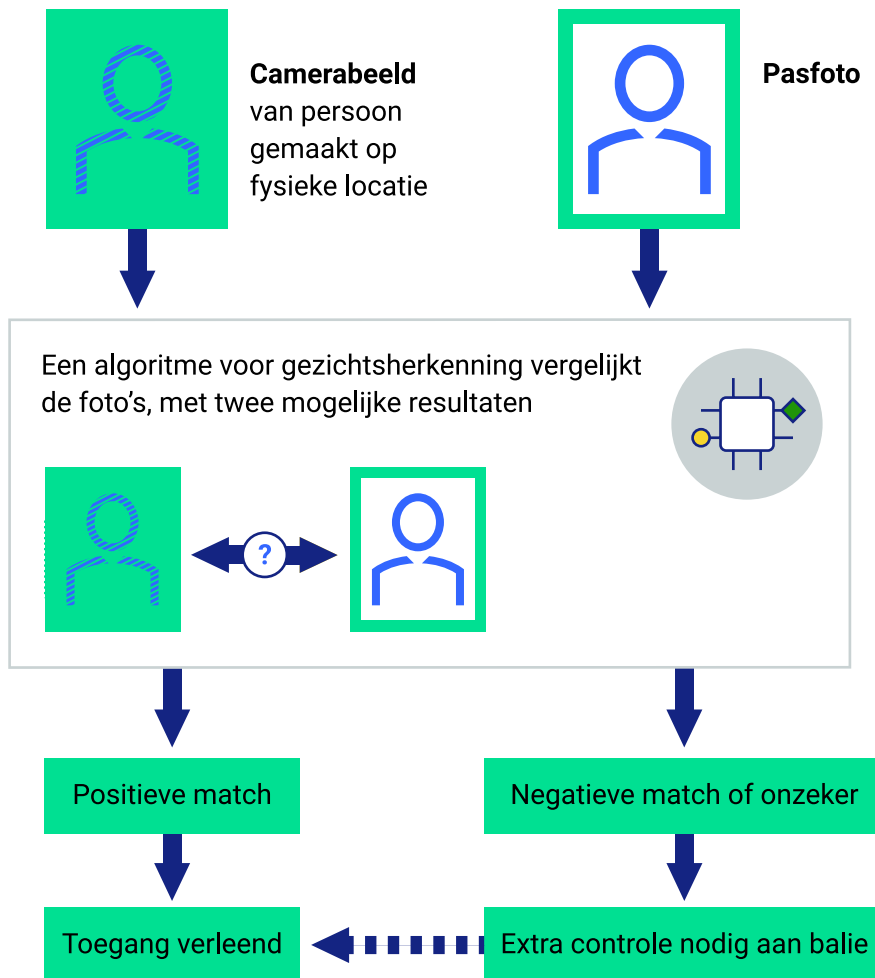 Camerabeeld
van persoon
gemaakt op
fysieke locatie
Pasfoto
Een algoritme voor gezichtsherkenning vergelijkt
de foto’s, met twee mogelijke resultaten
?
Positieve match
Negatieve match of onzeker
Toegang verleend
Extra controle nodig aan balie